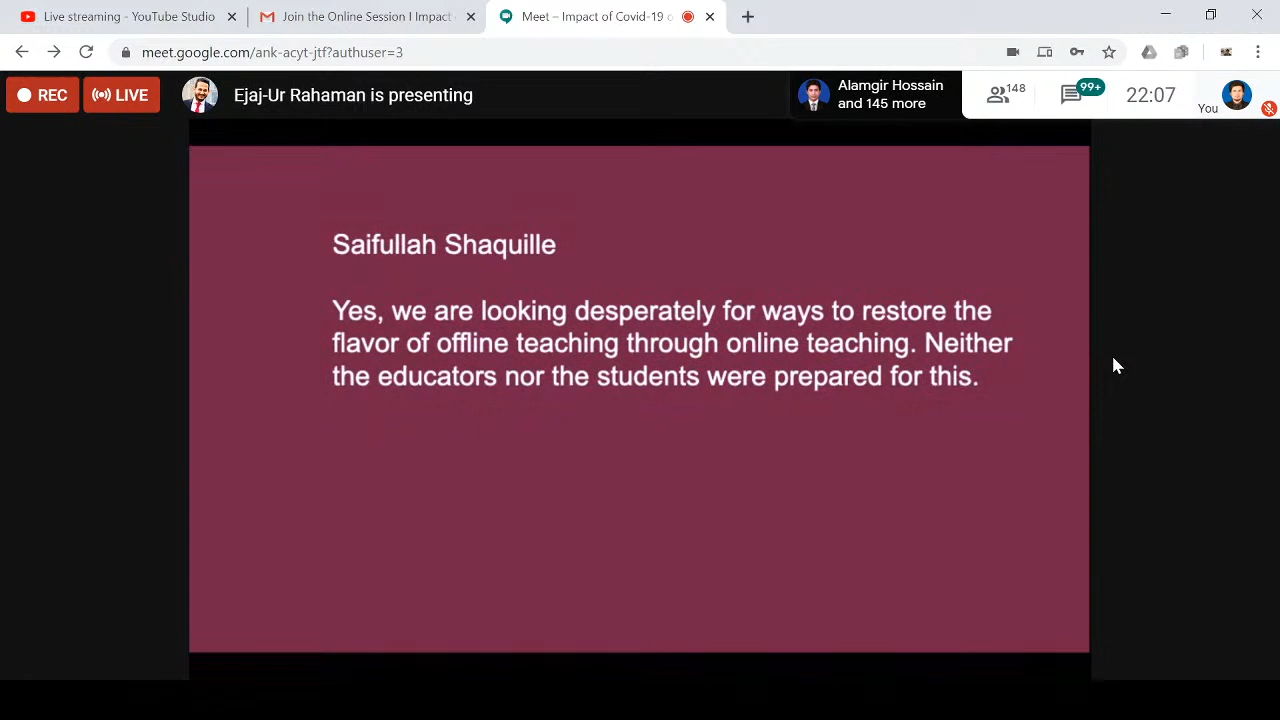 Live streaming - YouTube Studio
Join the Online Session I Impact
Meet – Impact of Covid-19
meet.google.com/ank-acyt-jtf?authuser=3
REC
LIVE
Ejaj-Ur Rahaman is presenting
Alamgir Hossain
and 145 more
148
99+
22:07
You
Saifullah Shaquille
Yes, we are looking desperately for ways to restore the
flavor of offline teaching through online teaching. Neither
the educators nor the students were prepared for this.